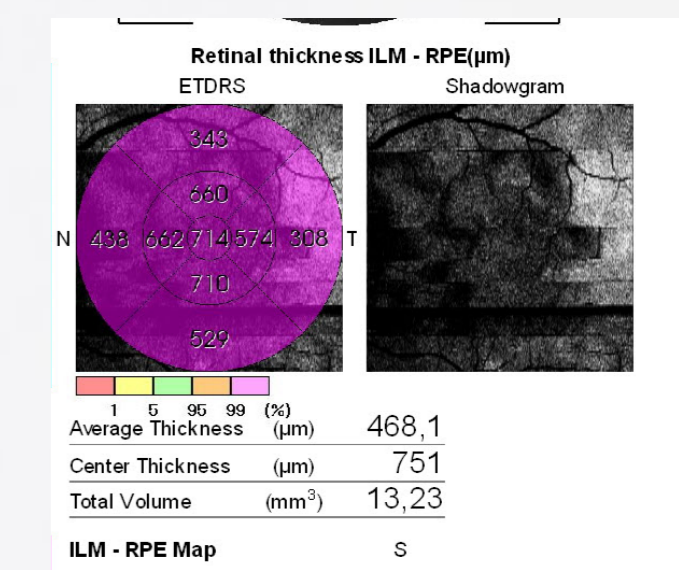 Retinal thickness ILM - RPE(µm)
ETDRS Shadowgram
343
660
N 438 662 714 574 308 T
710
529
1 5 95 99 (%)
Average Thickness (µm) 468,1
Center Thickness (µm) 751
Total Volume (mm³) 13,23
ILM - RPE Map S